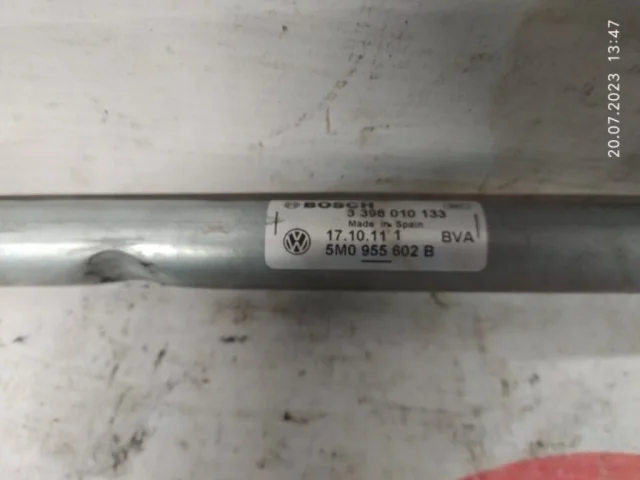 BOSCH
3 398 010 133
Made in Spain
17.10.11 1
BVA
5M0 955 602 B
20.07.2023 13:47